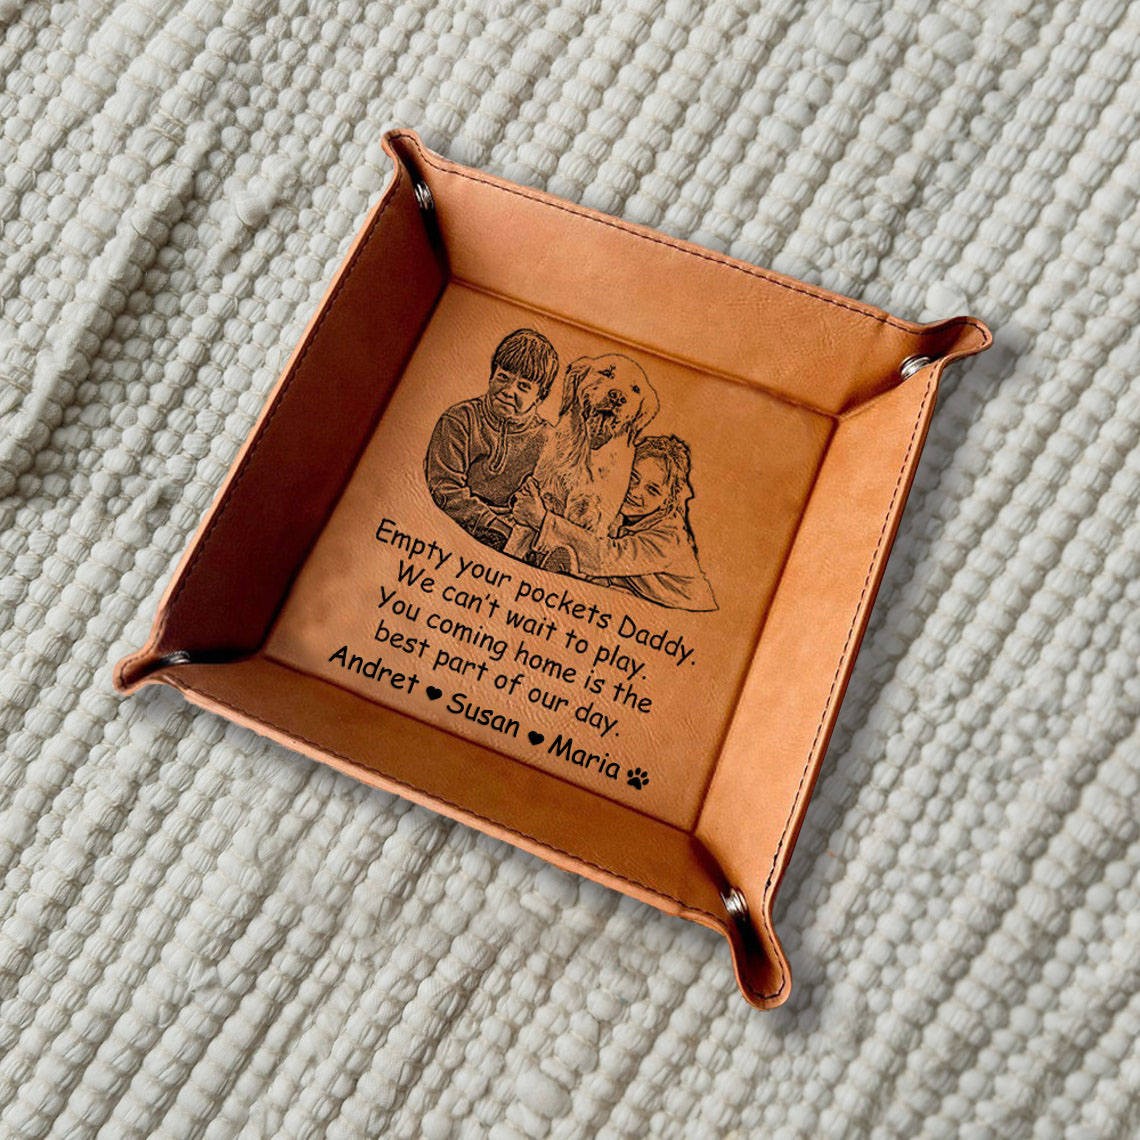 Empty your pockets Daddy.
We can't wait to play.
You coming home is the
best part of our day.
Andret ♥ Susan ♥ Maria 🐾